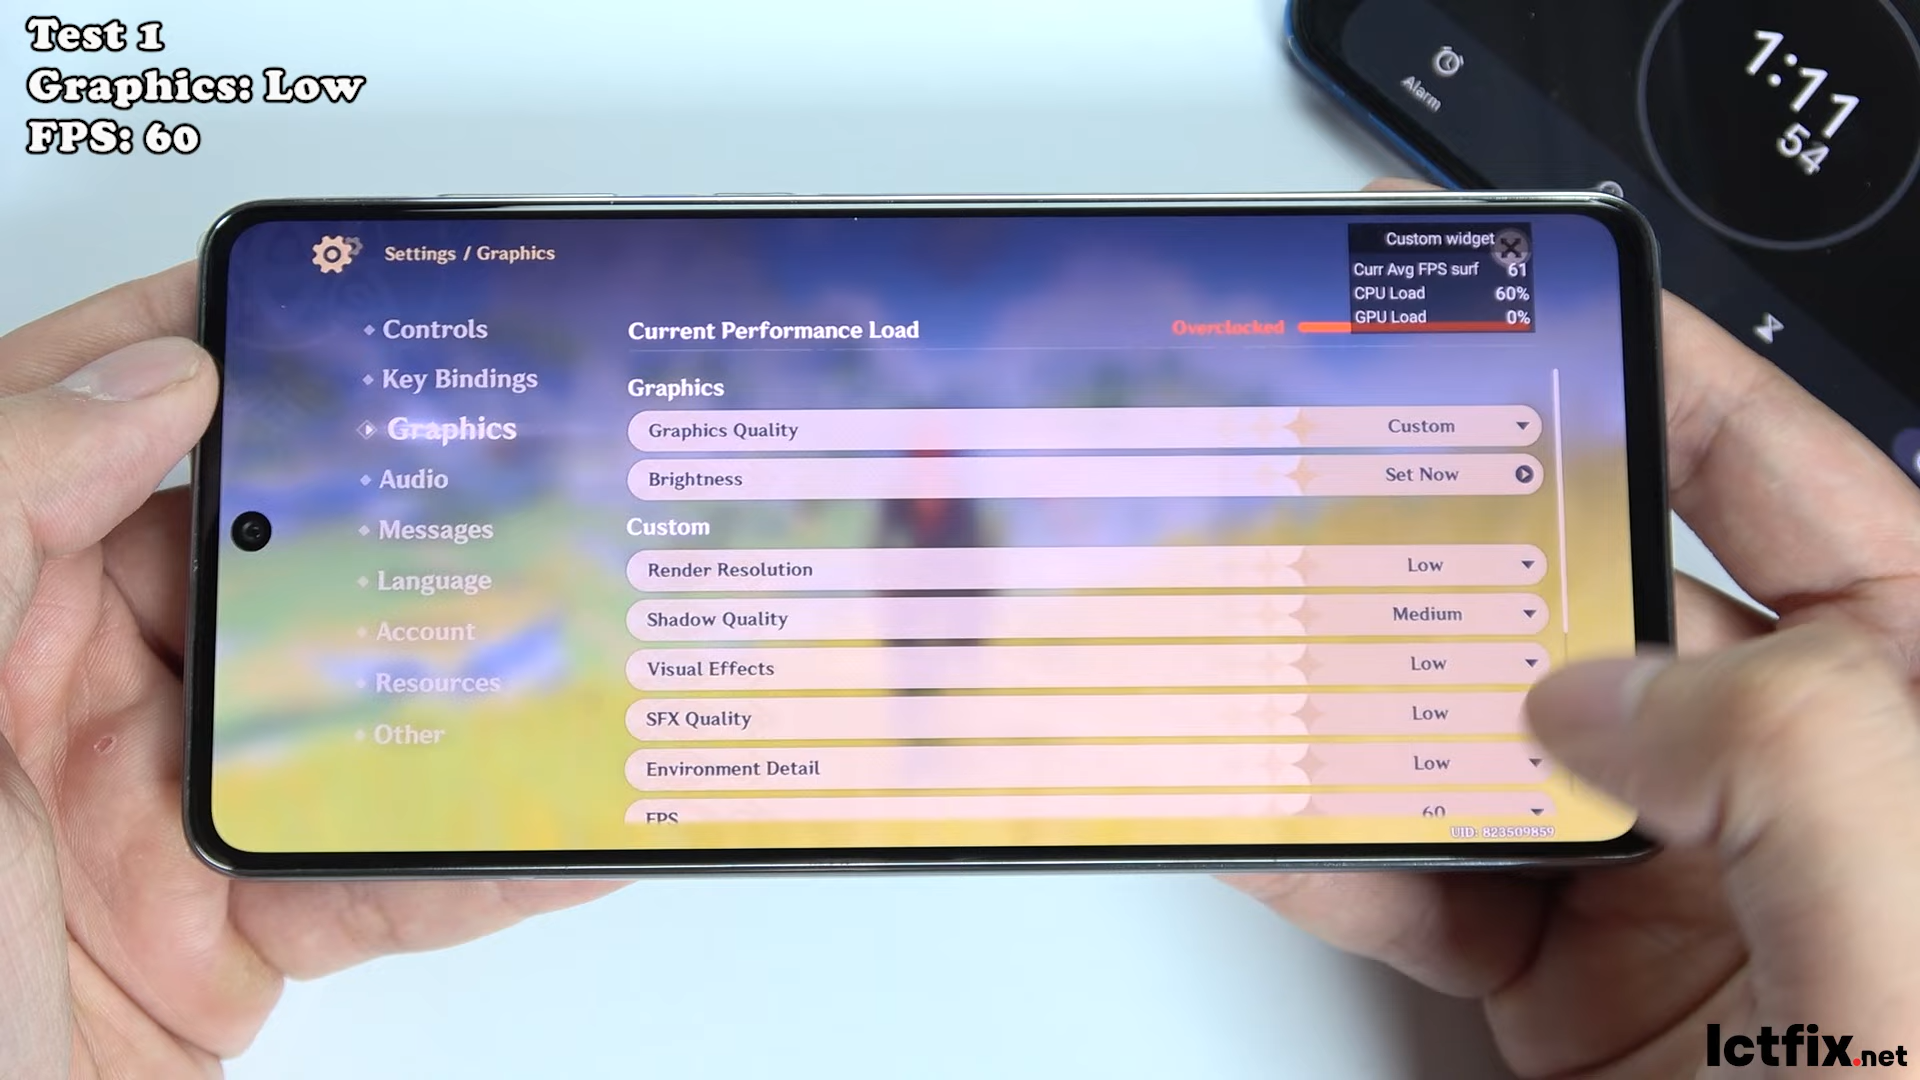 Test 1
Graphics: Low
FPS: 60
Alarm
1:11
54
Settings / Graphics
Custom widget
Curr Avg FPS surf 61
CPU Load 60%
GPU Load 0%
Controls
Key Bindings
Graphics
Audio
Messages
Language
Account
Resources
Other
Current Performance Load Overclocked
Graphics
Graphics Quality Custom
Brightness Set Now
Custom
Render Resolution Low
Shadow Quality Medium
Visual Effects Low
SFX Quality Low
Environment Detail Low
FPS 60
UID: 823509859
Ictfix.net